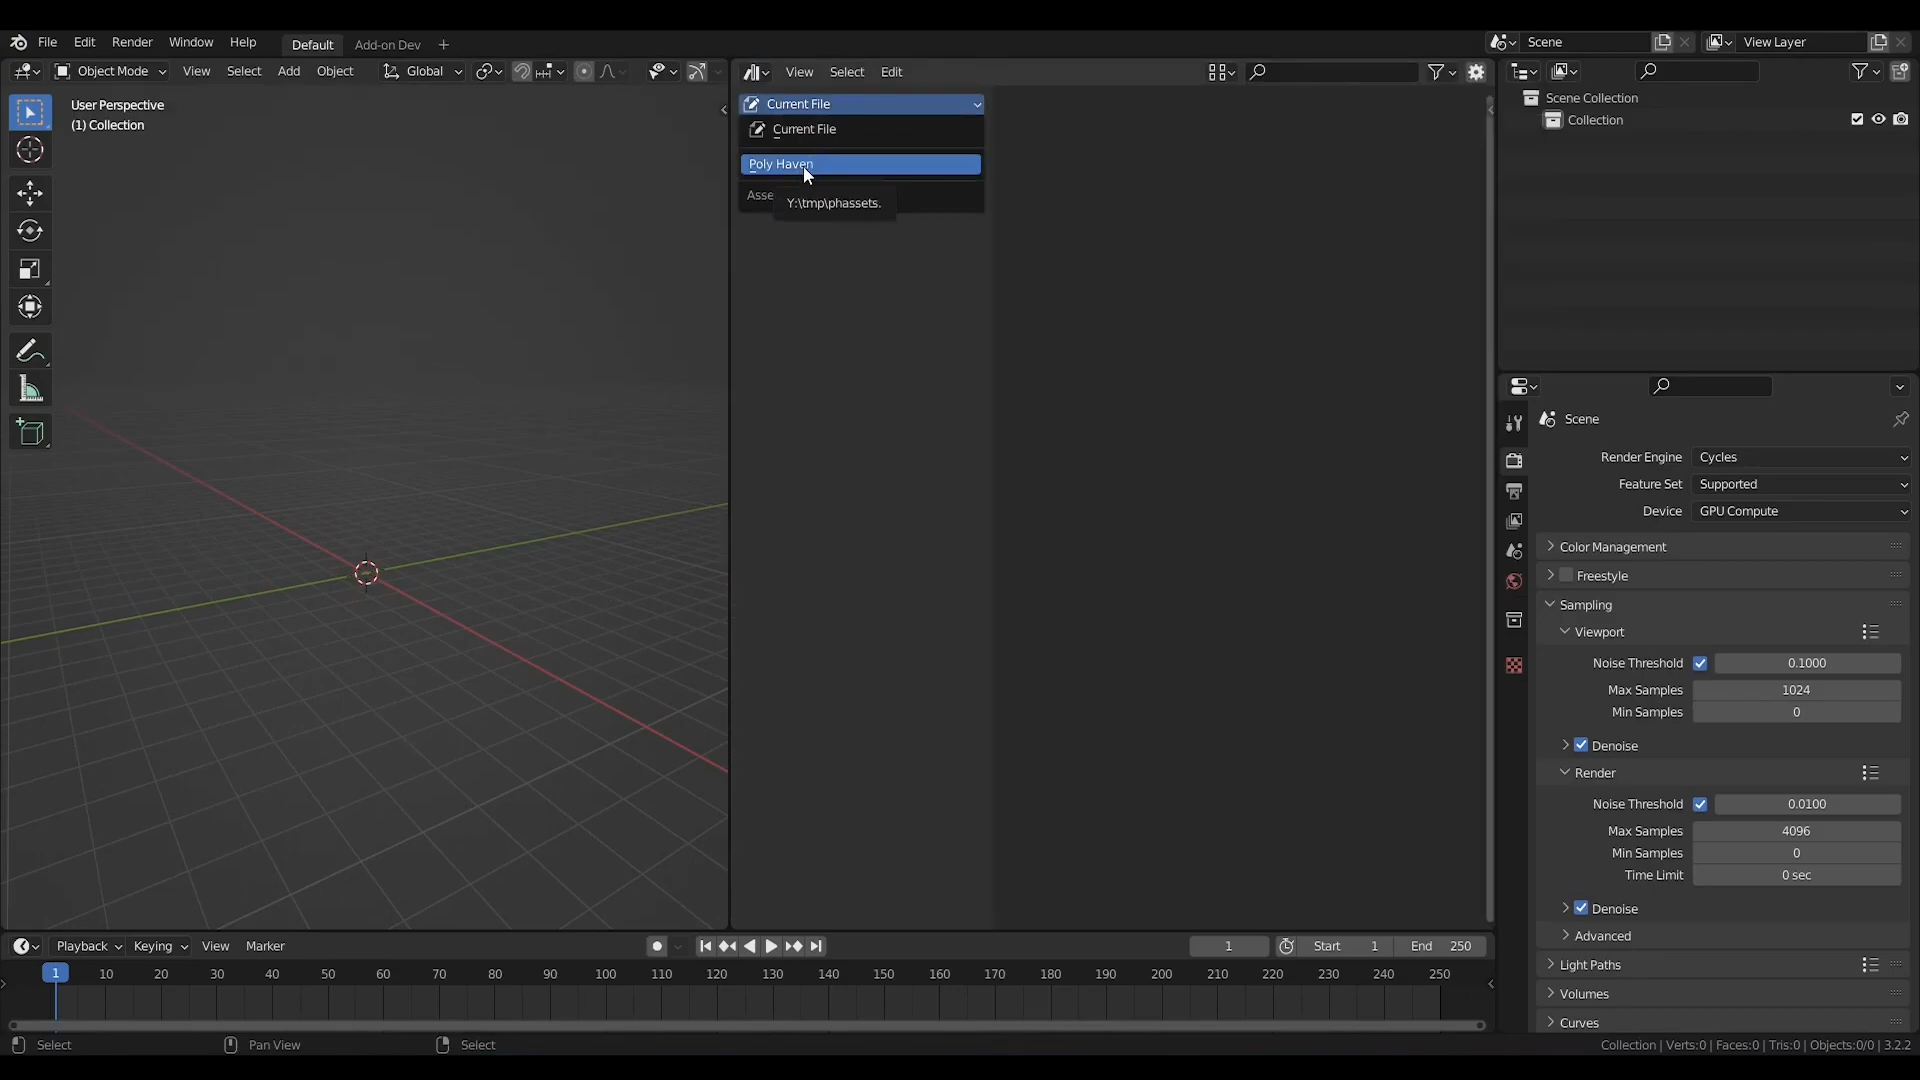 File Edit Render Window Help Default Add-on Dev + Scene View Layer
Object Mode View Select Add Object Global View Select Edit
User Perspective
(1) Collection
Current File
Current File
Poly Haven
Asse
Y:\tmp\phassets.
Scene Collection
Collection
Scene
Render Engine Cycles
Feature Set Supported
Device GPU Compute
Color Management
Freestyle
Sampling
Viewport
Noise Threshold 0.1000
Max Samples 1024
Min Samples 0
Denoise
Render
Noise Threshold 0.0100
Max Samples 4096
Min Samples 0
Time Limit 0 sec
Denoise
Advanced
Light Paths
Volumes
Curves
Playback Keying View Marker 1 Start 1 End 250
1 10 20 30 40 50 60 70 80 90 100 110 120 130 140 150 160 170 180 190 200 210 220 230 240 250
Select Pan View Select Collection | Verts:0 | Faces:0 | Tris:0 | Objects:0/0 | 3.2.2